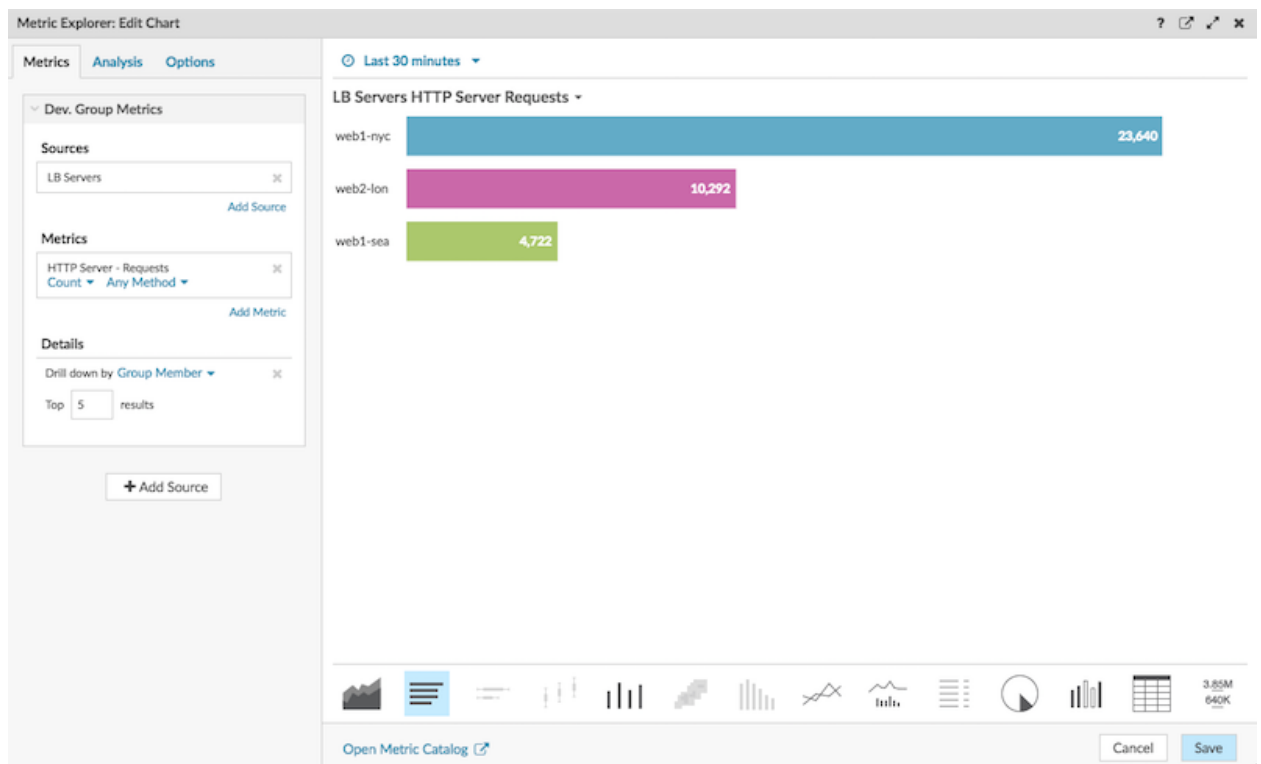 Metric Explorer: Edit Chart
?
Metrics Analysis Options
Last 30 minutes
Dev. Group Metrics
Sources
LB Servers
Add Source
Metrics
HTTP Server - Requests
Count Any Method
Add Metric
Details
Drill down by Group Member
Top 5 results
+ Add Source
LB Servers HTTP Server Requests
web1-nyc 23,640
web2-lon 10,292
web1-sea 4,722
3.85M
640K
Open Metric Catalog
Cancel Save